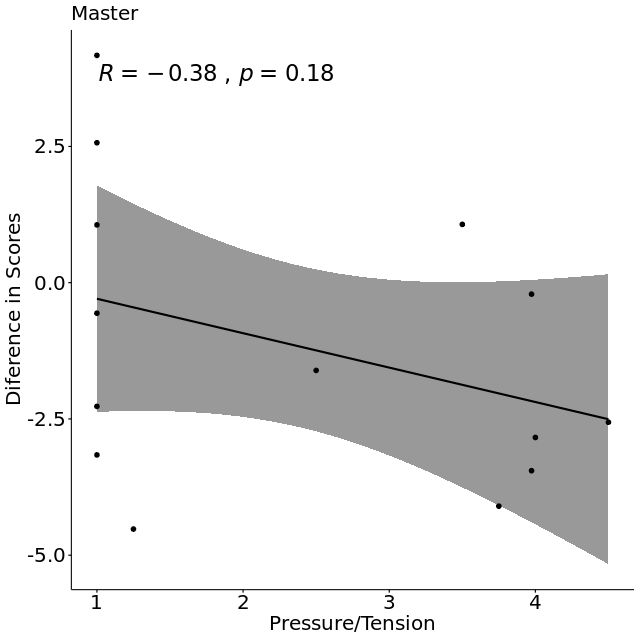 Master
R = −0.38 , p = 0.18
2.5
0.0
-2.5
-5.0
Diference in Scores
1 2 3 4
Pressure/Tension